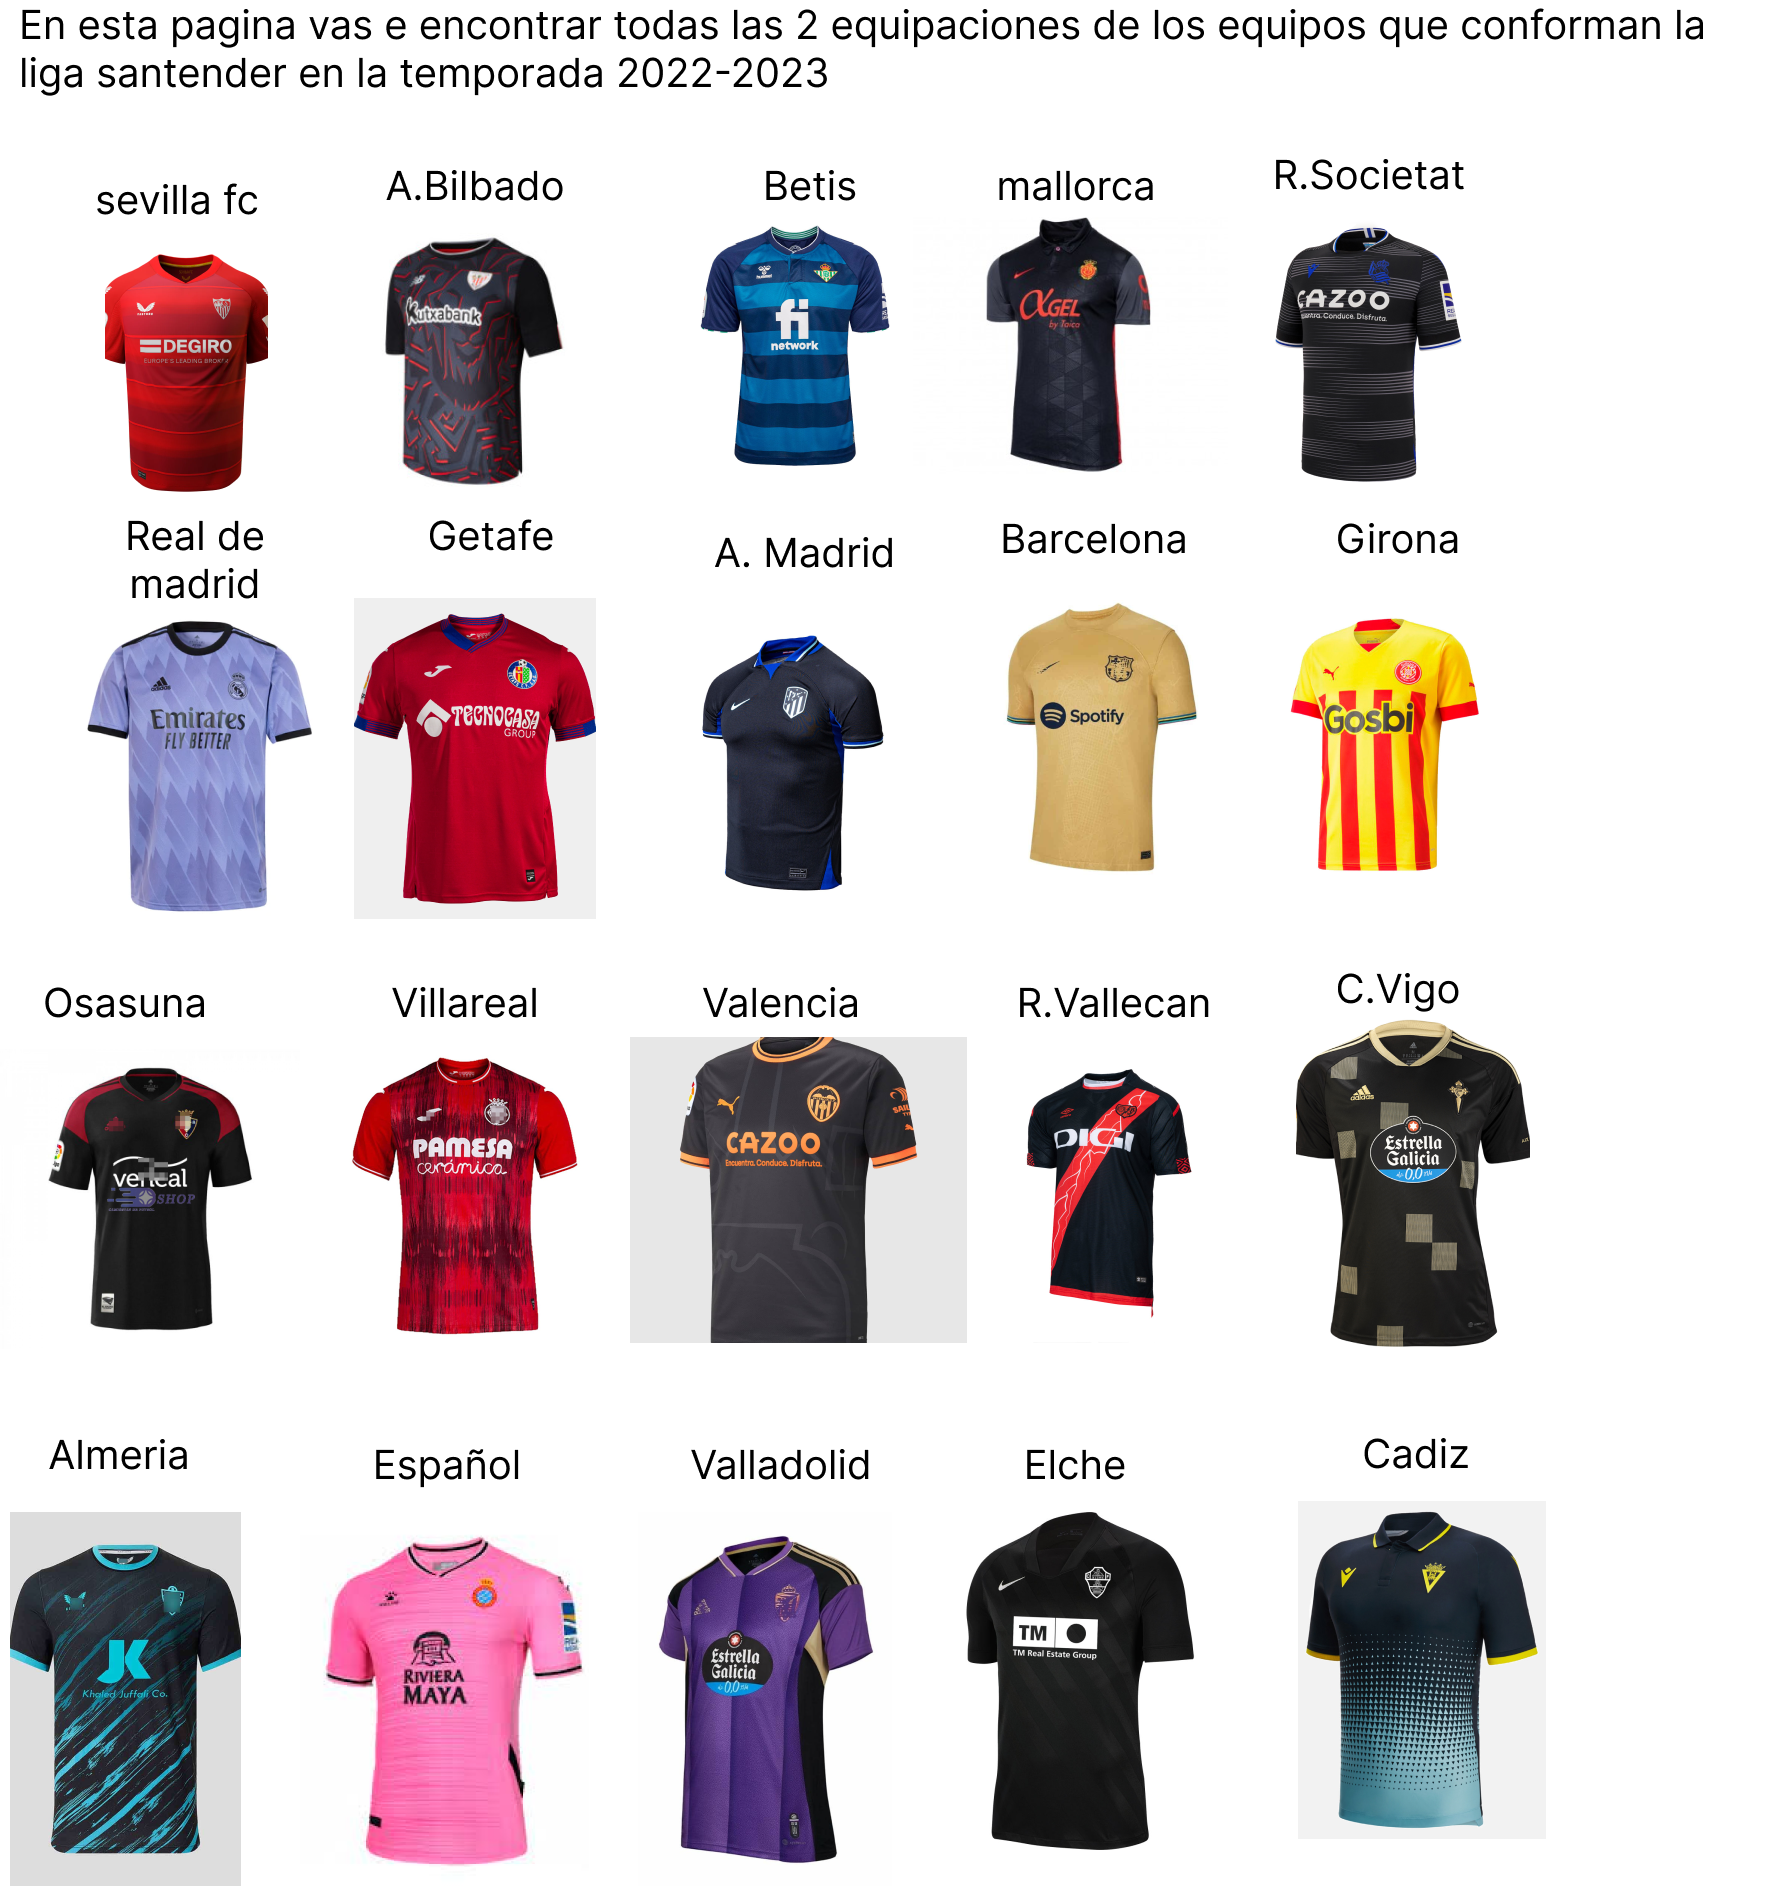 En esta pagina vas e encontrar todas las 2 equipaciones de los equipos que conforman la
liga santender en la temporada 2022-2023
sevilla fc
A.Bilbado
Betis
mallorca
R.Societat
DEGIRO
EUROPE'S LEADING BROKER
Kutxabank
fi
network
AGEL
by Taica
CAZOO
Conduce. Disfruta.
Real de
madrid
Getafe
A. Madrid
Barcelona
Girona
adidas
Emirates
FLY BETTER
TECNOCASA
GROUP
Spotify
Gosbi
Osasuna
Villareal
Valencia
R.Vallecan
C.Vigo
SHOP
PAMESA
cerámica
CAZOO
Encuentra. Conduce. Disfruta.
DIGI
adidas
Estrella
Galicia
0,0
Almeria
Español
Valladolid
Elche
Cadiz
JK
Khaled Juffali Co.
RIVIERA
MAYA
Estrella
Galicia
0,0
TM
TM Real Estate Group